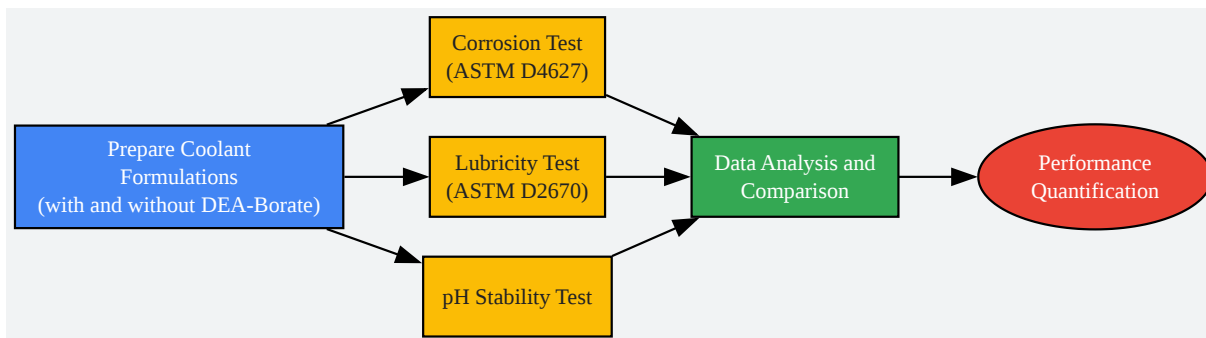 Prepare Coolant
Formulations
(with and without DEA-Borate)
Corrosion Test
(ASTM D4627)
Lubricity Test
(ASTM D2670)
pH Stability Test
Data Analysis and
Comparison
Performance
Quantification